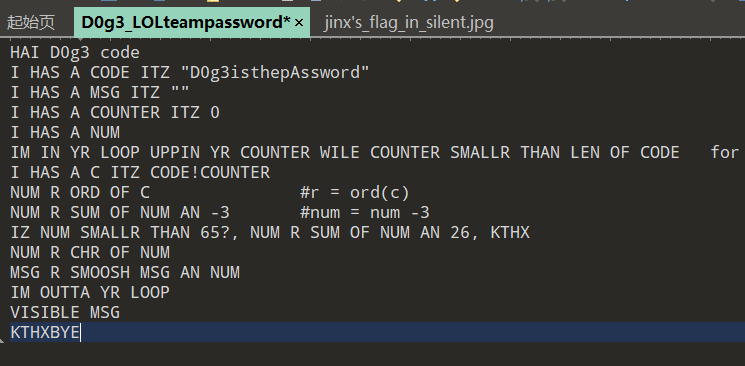 起始页 D0g3_LOLteampassword* × jinx's_flag_in_silent.jpg
HAI D0g3 code
I HAS A CODE ITZ "D0g3isthepAssword"
I HAS A MSG ITZ ""
I HAS A COUNTER ITZ 0
I HAS A NUM
IM IN YR LOOP UPPIN YR COUNTER WILE COUNTER SMALLR THAN LEN OF CODE for
I HAS A C ITZ CODE!COUNTER
NUM R ORD OF C #r = ord(c)
NUM R SUM OF NUM AN -3 #num = num -3
IZ NUM SMALLR THAN 65?, NUM R SUM OF NUM AN 26, KTHX
NUM R CHR OF NUM
MSG R SMOOSH MSG AN NUM
IM OUTTA YR LOOP
VISIBLE MSG
KTHXBYE